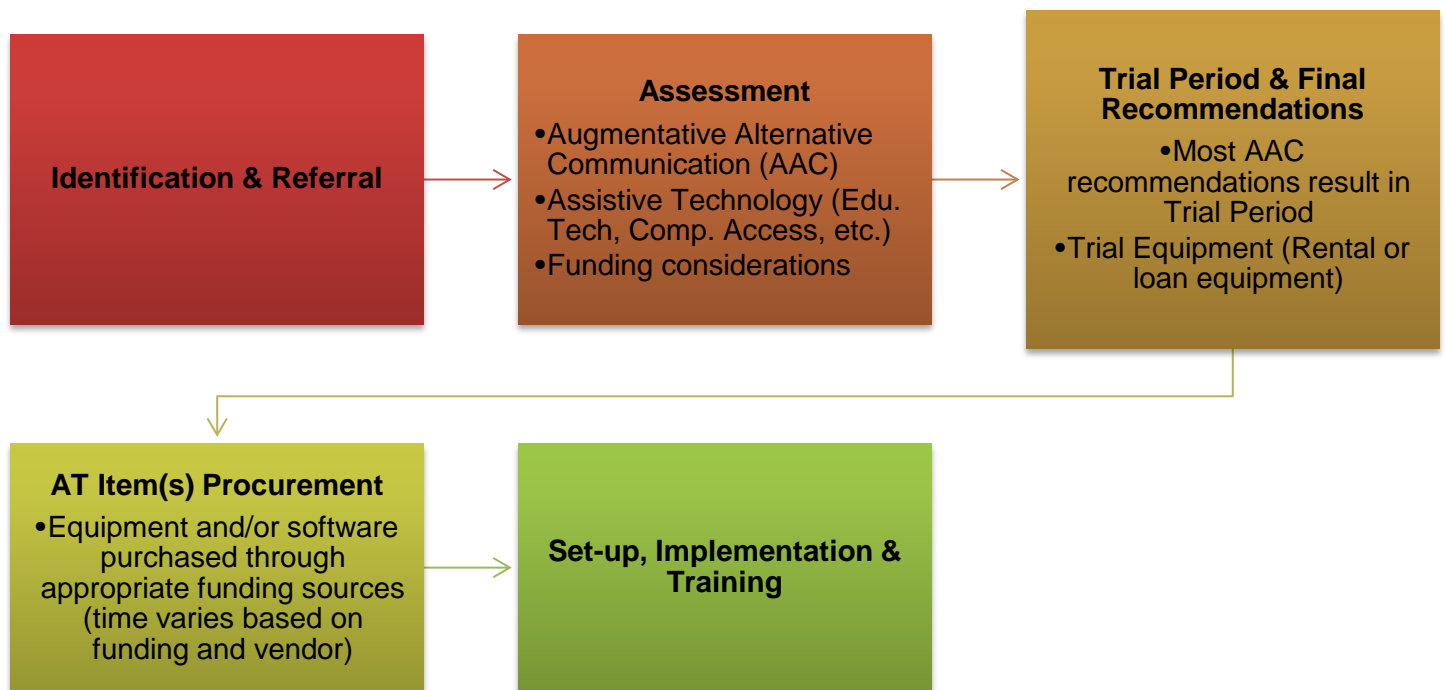 Identification & Referral
Assessment
•Augmentative Alternative
Communication (AAC)
•Assistive Technology (Edu.
Tech, Comp. Access, etc.)
•Funding considerations
Trial Period & Final
Recommendations
•Most AAC
recommendations result in
Trial Period
•Trial Equipment (Rental or
loan equipment)
AT Item(s) Procurement
•Equipment and/or software
purchased through
appropriate funding sources
(time varies based on
funding and vendor)
Set-up, Implementation &
Training